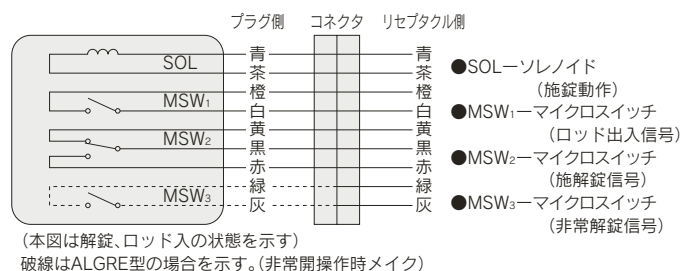 プラグ側 コネクタ リセプタクル側
SOL 青 青
茶 茶
橙 橙
MSW₁ 白 白
黄 黄
MSW₂ 黒 黒
赤 赤
緑 緑
MSW₃ 灰 灰
●SOLーソレノイド
(施錠動作)
●MSW₁ーマイクロスイッチ
(ロッド出入信号)
●MSW₂ーマイクロスイッチ
(施解錠信号)
●MSW₃ーマイクロスイッチ
(非常解錠信号)
(本図は解錠、ロッド入の状態を示す)
破線はALGRE型の場合を示す。(非常開操作時メイク)